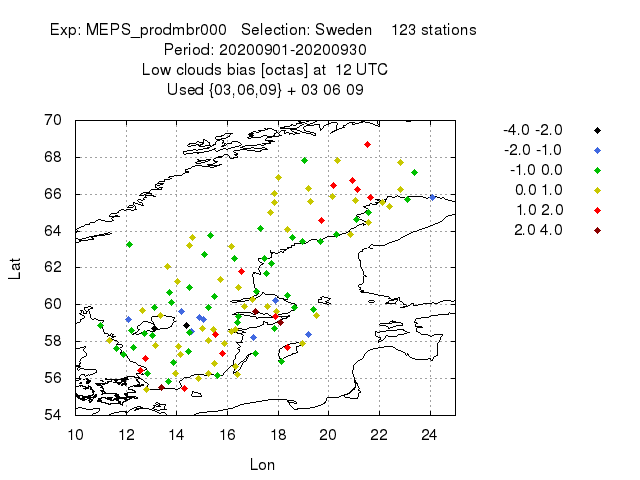 Exp: MEPS_prodmbr000 Selection: Sweden 123 stations
Period: 20200901-20200930
Low clouds bias [octas] at 12 UTC
Used {03,06,09} + 03 06 09
70
68
66
64
62
60
58
56
54
Lat
10 12 14 16 18 20 22 24
Lon
-4.0 -2.0
-2.0 -1.0
-1.0 0.0
0.0 1.0
1.0 2.0
2.0 4.0